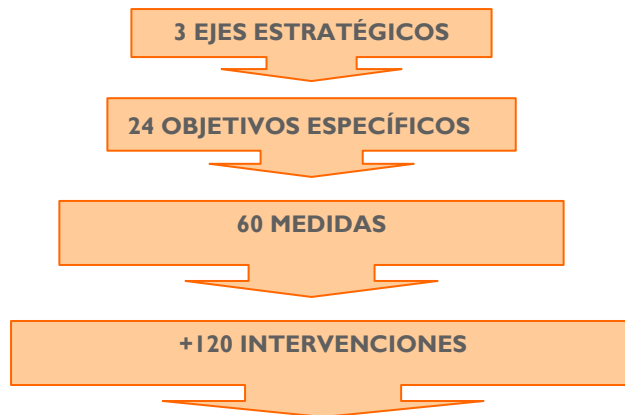 3 EJES ESTRATÉGICOS
24 OBJETIVOS ESPECÍFICOS
60 MEDIDAS
+120 INTERVENCIONES